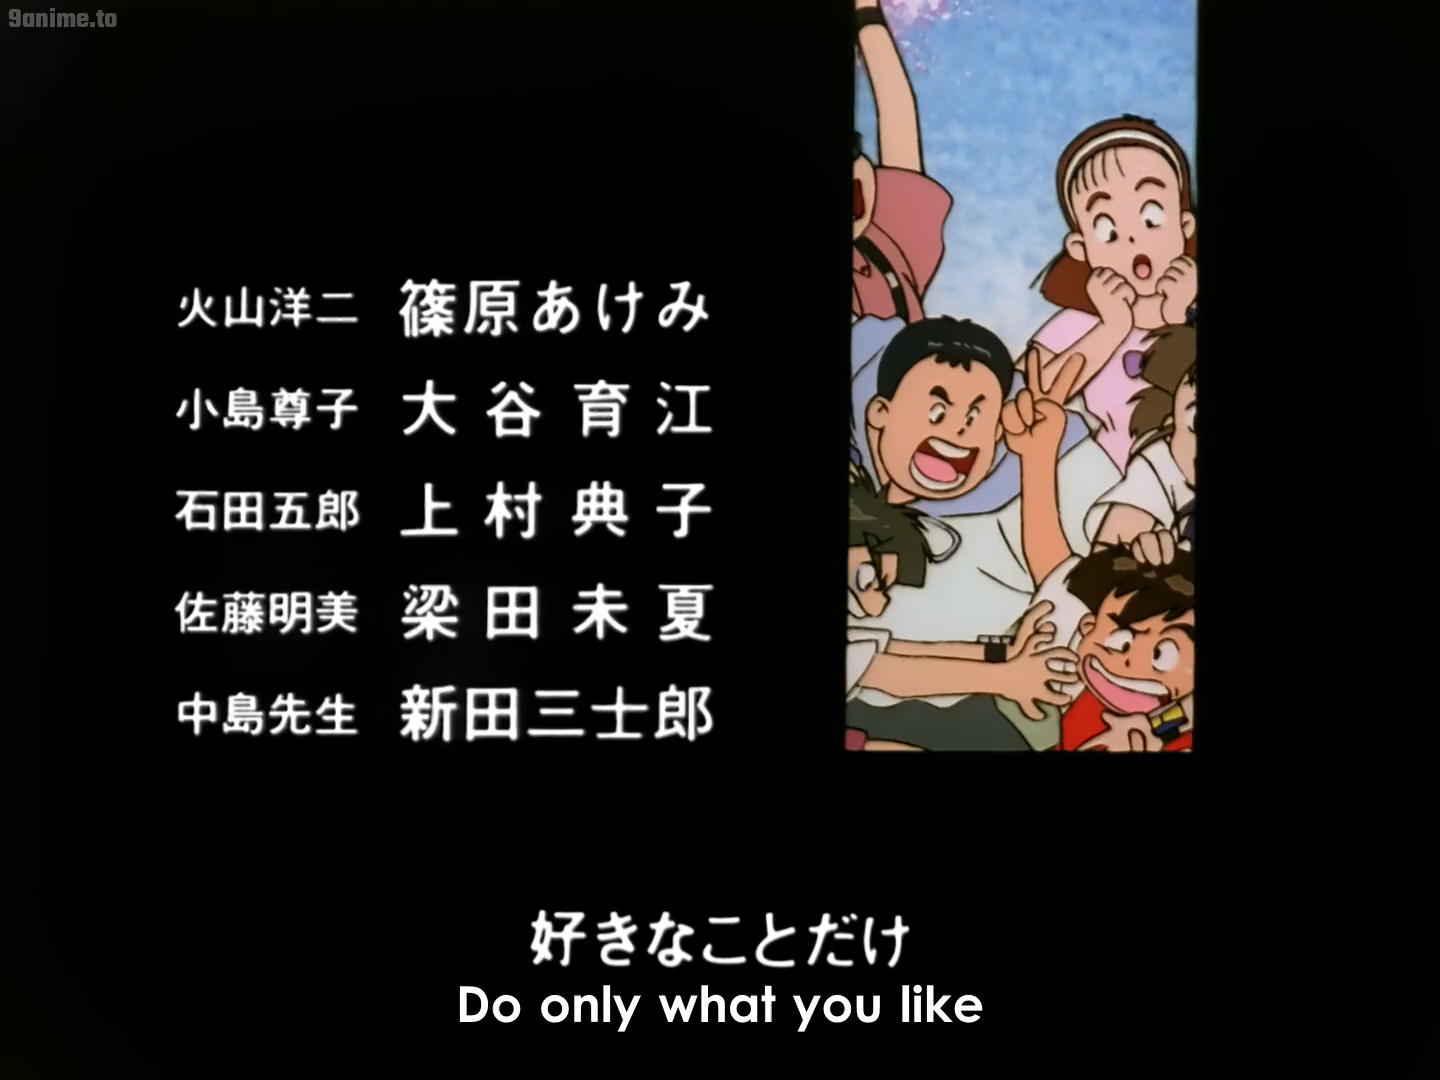 9anime.to
火山洋二 篠原あけみ
小島尊子 大谷育江
石田五郎 上村典子
佐藤明美 梁田未夏
中島先生 新田三士郎
好きなことだけ
Do only what you like